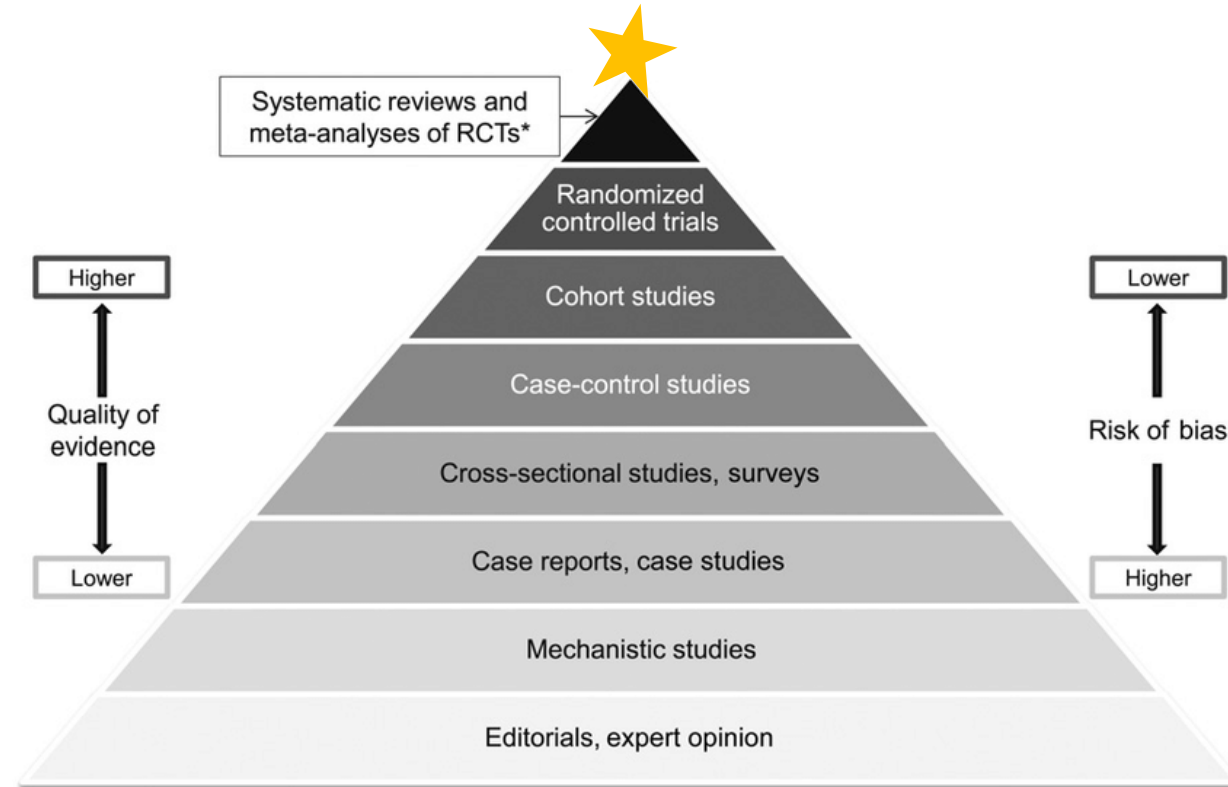 Systematic reviews and
meta-analyses of RCTs*
Randomized
controlled trials
Higher
Cohort studies
Lower
Case-control studies
Quality of
evidence
Risk of bias
Cross-sectional studies, surveys
Lower
Case reports, case studies
Higher
Mechanistic studies
Editorials, expert opinion